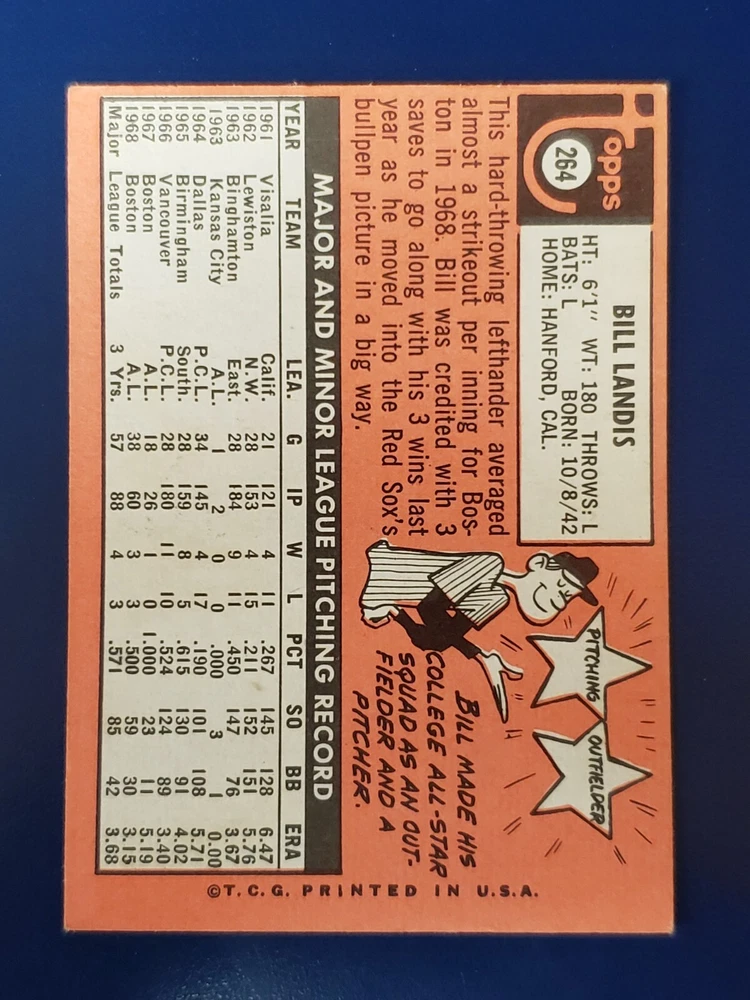 Topps
264
BILL LANDIS
HT: 6'1" WT: 180 THROWS: L
BATS: L BORN: 10/8/42
HOME: HANFORD, CAL.
This hard-throwing lefthander averaged
almost a strikeout per inning for Bos-
ton in 1968. Bill was credited with 3
saves to go along with his 3 wins last
year as he moved into the Red Sox's
bullpen picture in a big way.
PITCHING
OUTFIELDER
BILL MADE HIS
COLLEGE ALL-STAR
SQUAD AS AN OUT-
FIELDER AND A
PITCHER.
MAJOR AND MINOR LEAGUE PITCHING RECORD
YEAR TEAM LEA. G IP W L PCT SO BB ERA
1961 Visalia Calif. 21 121 4 11 .267 145 128 6.47
1962 Lewiston N.W. 28 153 4 15 .211 152 151 5.76
1963 Binghamton East. 28 184 9 11 .450 147 76 3.67
1963 Kansas City A.L. 1 2 0 0 .000 3 1 0.00
1964 Dallas P.C.L. 34 145 4 17 .190 101 108 5.71
1965 Birmingham South. 28 159 8 5 .615 130 91 4.02
1966 Vancouver P.C.L. 28 180 11 10 .524 124 89 3.40
1967 Boston A.L. 18 26 1 0 1.000 23 11 5.19
1968 Boston A.L. 38 60 3 3 .500 59 30 3.15
Major League Totals 3 Yrs. 57 88 4 3 .571 85 42 3.68
©T.C.G. PRINTED IN U.S.A.